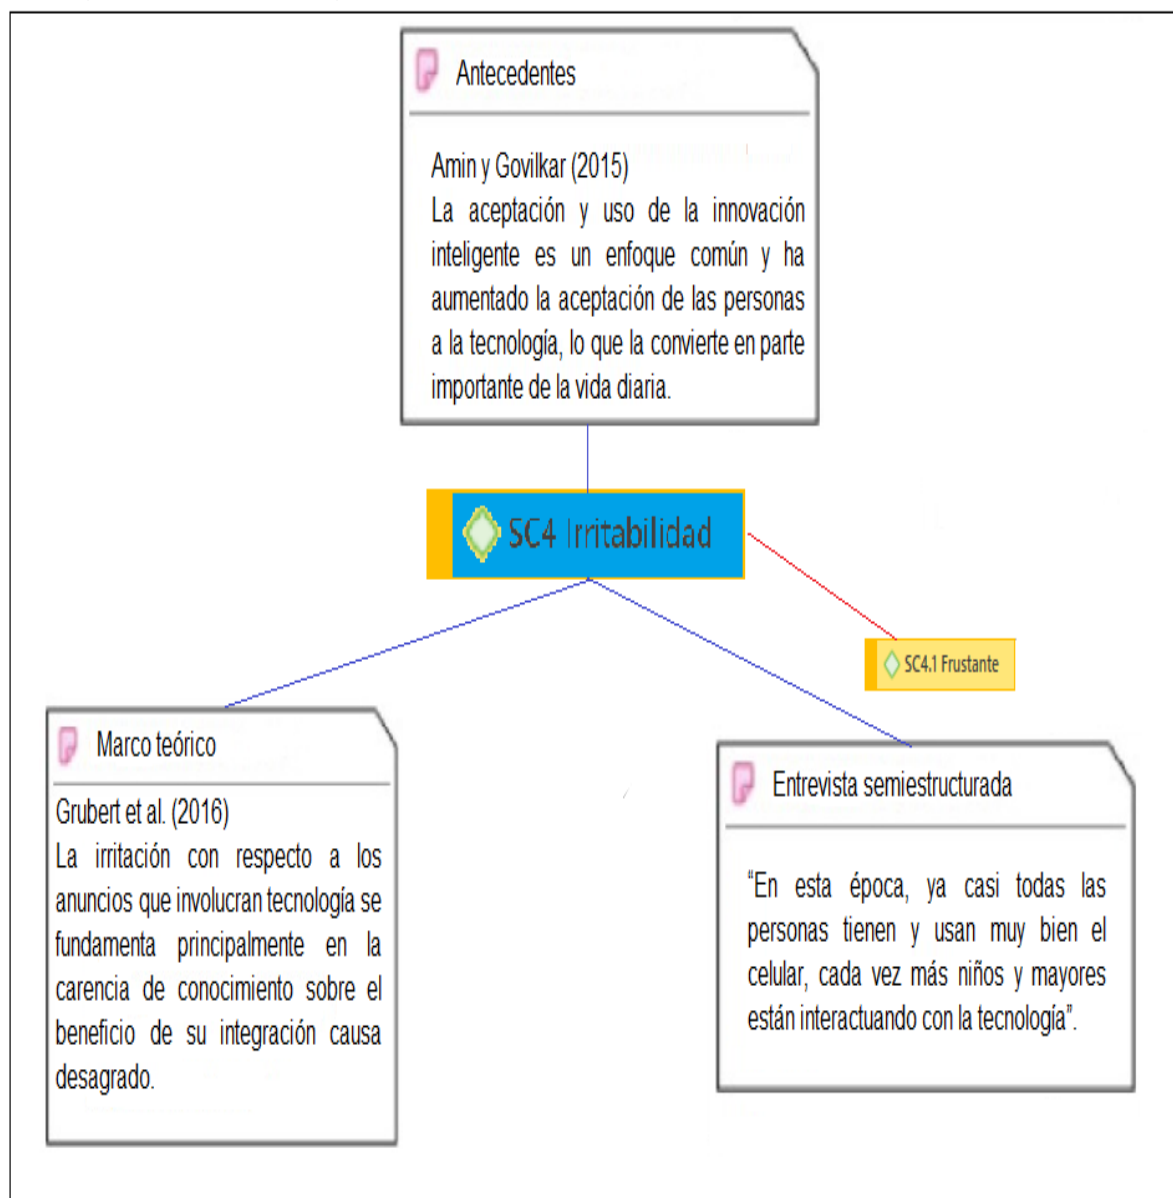 Antecedentes
Amin y Govilkar (2015)
La aceptación y uso de la innovación
inteligente es un enfoque común y ha
aumentado la aceptación de las personas
a la tecnología, lo que la convierte en parte
importante de la vida diaria.
SC4 Irritabilidad
SC4.1 Frustante
Marco teórico
Grubert et al. (2016)
La irritación con respecto a los
anuncios que involucran tecnología se
fundamenta principalmente en la
carencia de conocimiento sobre el
beneficio de su integración causa
desagrado.
Entrevista semiestructurada
“En esta época, ya casi todas las
personas tienen y usan muy bien el
celular, cada vez más niños y mayores
están interactuando con la tecnología”.